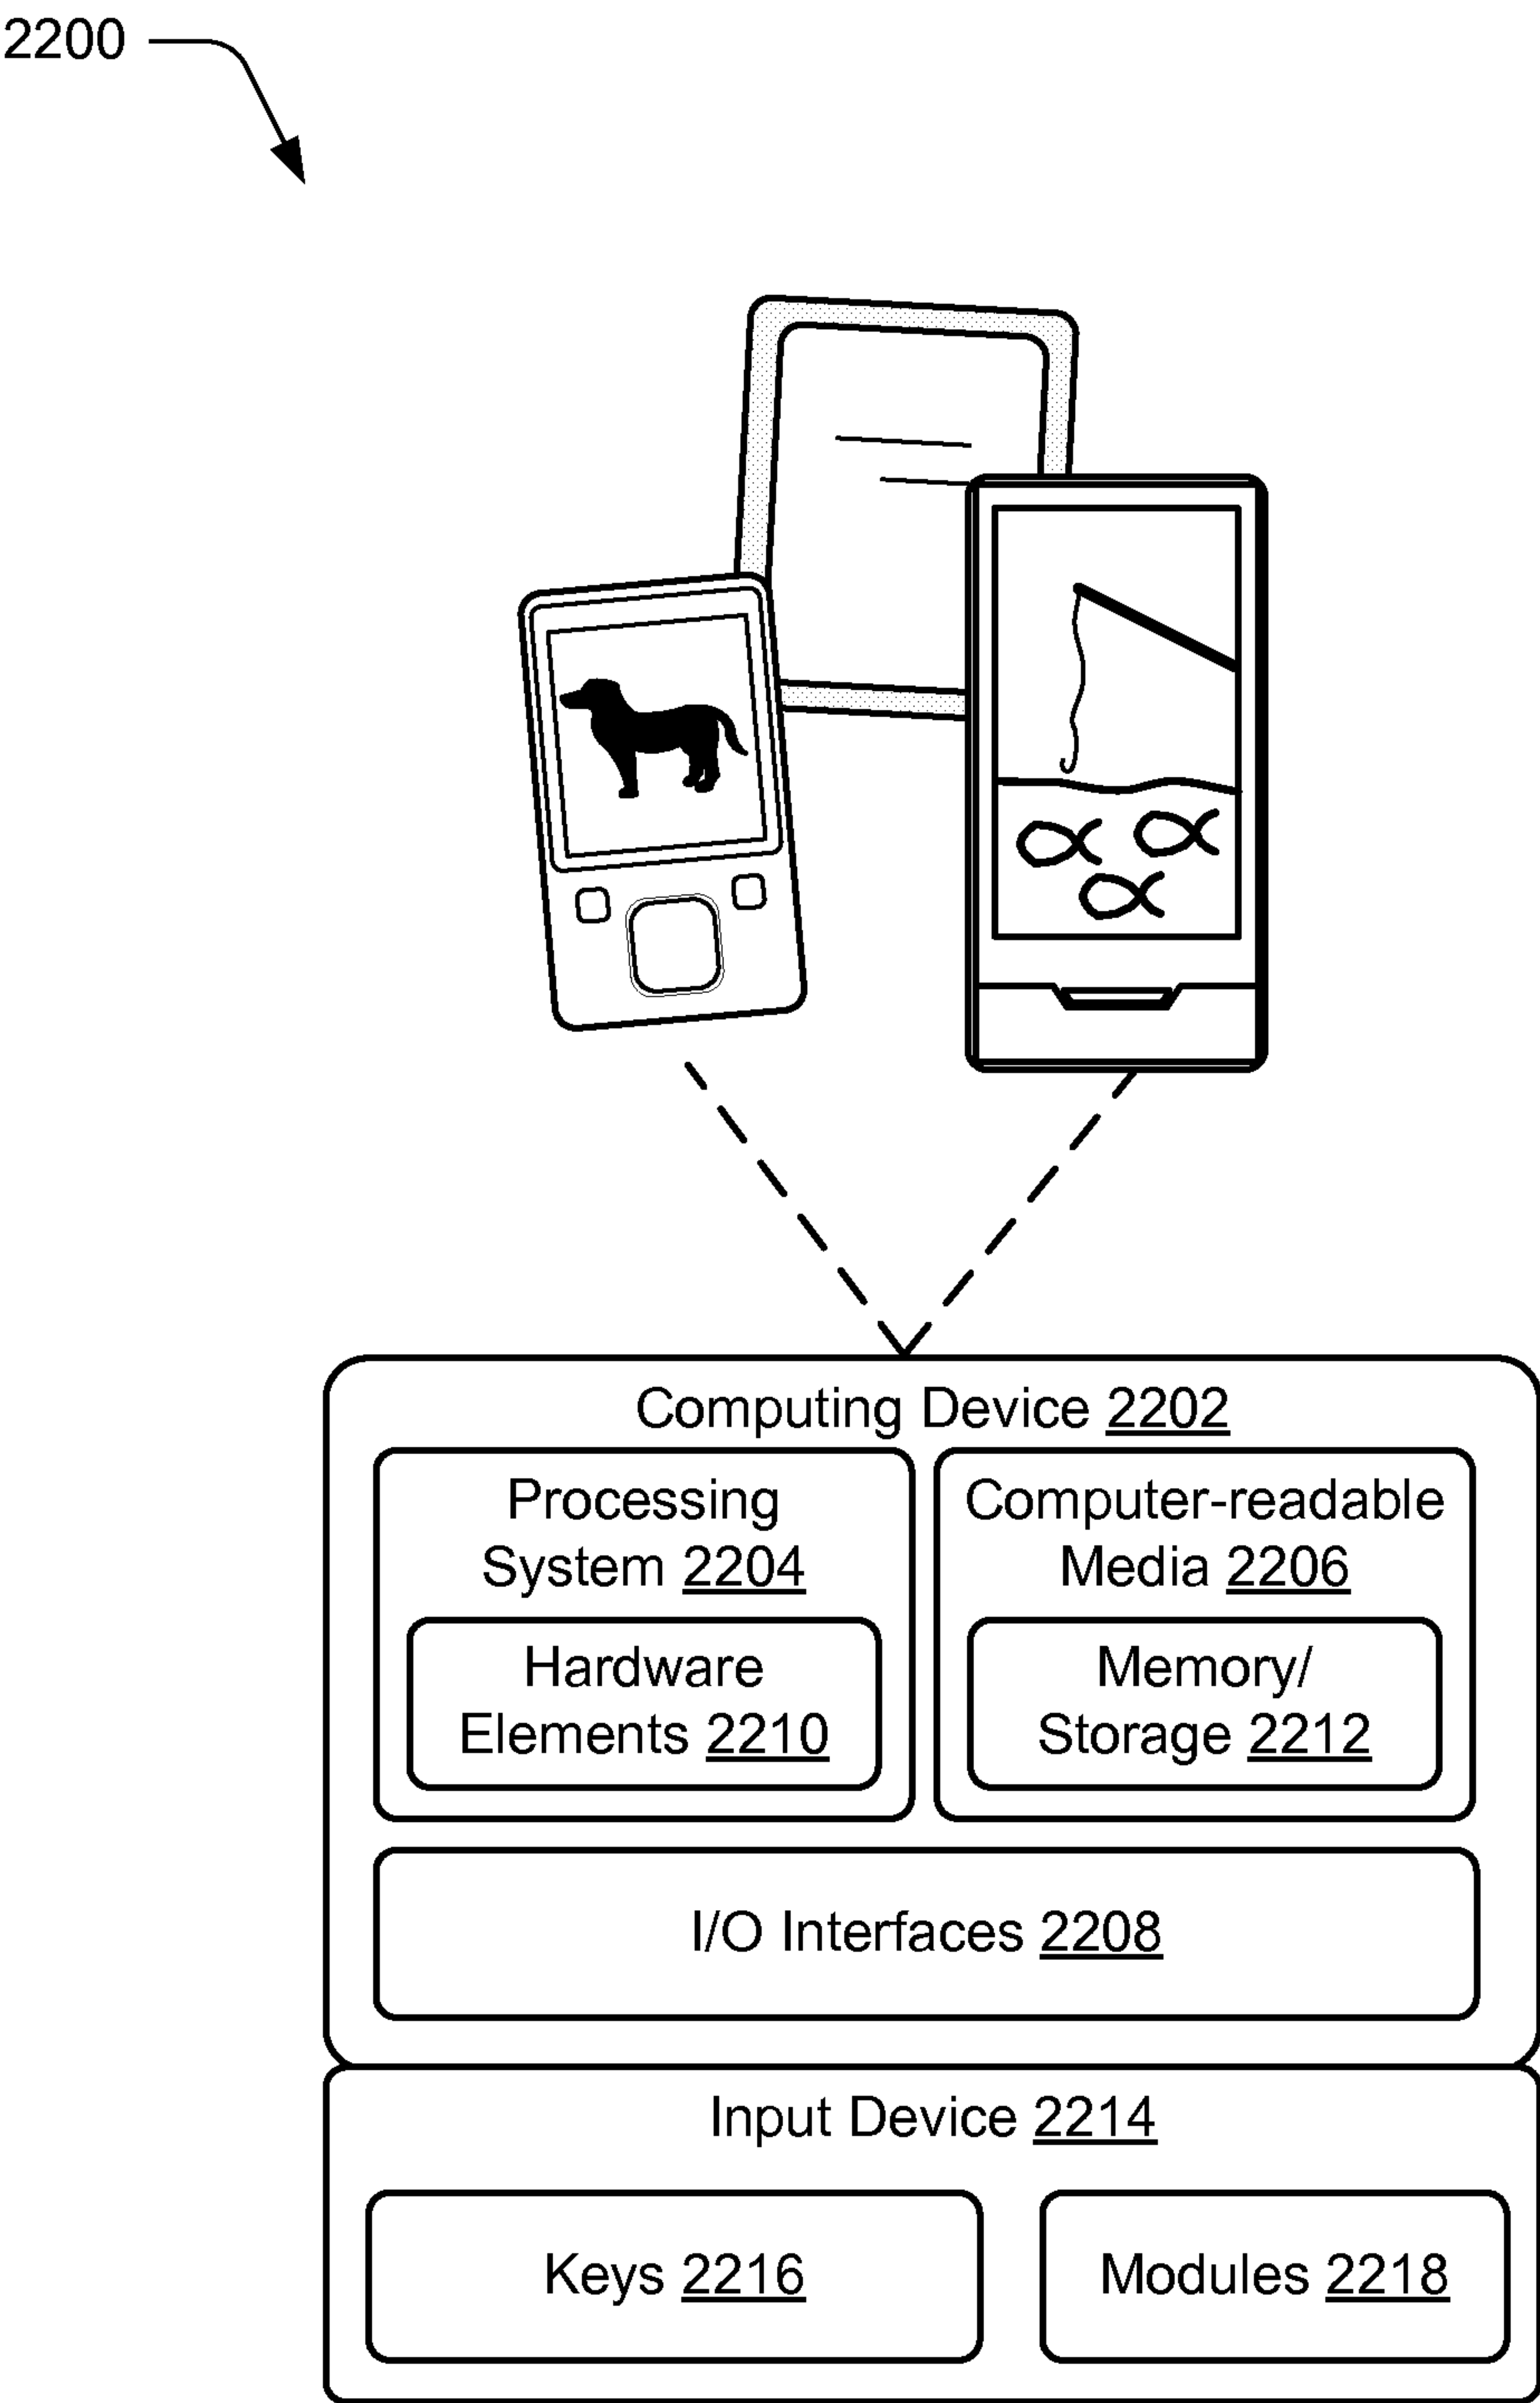 2200
Computing Device 2202
Processing
System 2204
Computer-readable
Media 2206
Hardware
Elements 2210
Memory/
Storage 2212
I/O Interfaces 2208
Input Device 2214
Keys 2216
Modules 2218